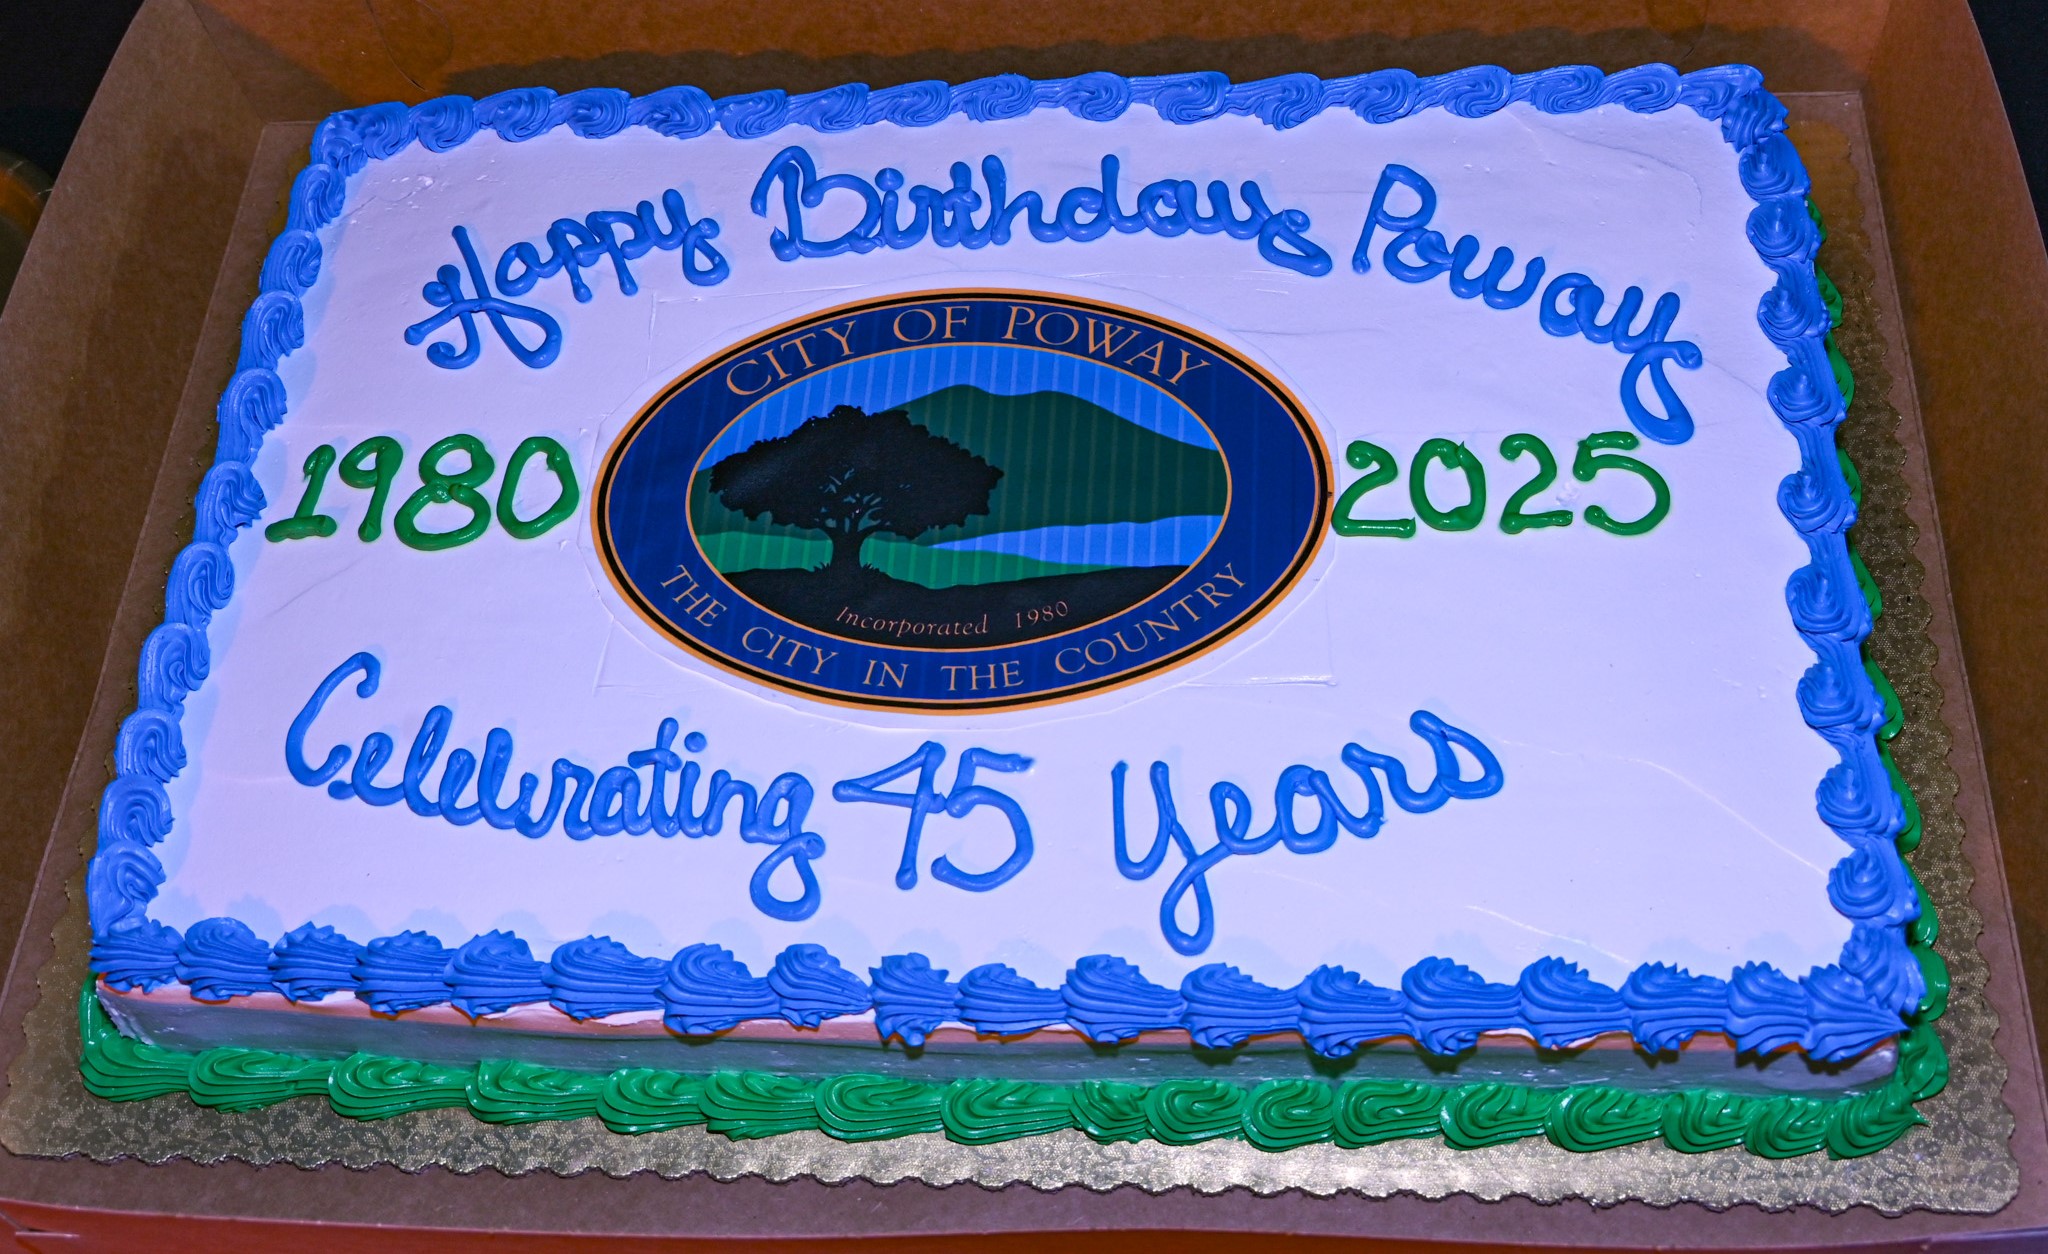 Happy Birthday Poway
CITY OF POWAY
1980
2025
Incorporated 1980
THE CITY IN THE COUNTRY
Celebrating 45 Years